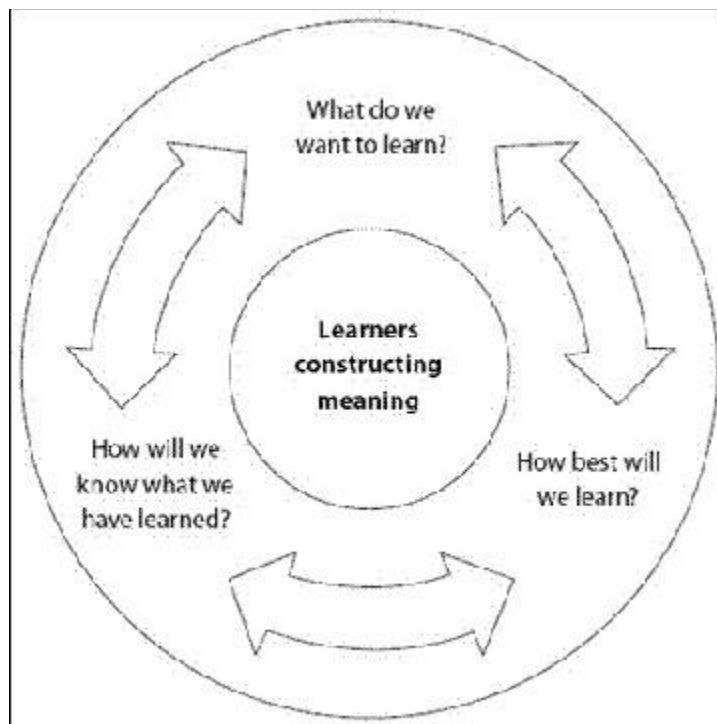 What do we
want to learn?
Learners
constructing
meaning
How will we
know what we
have learned?
How best will
we learn?